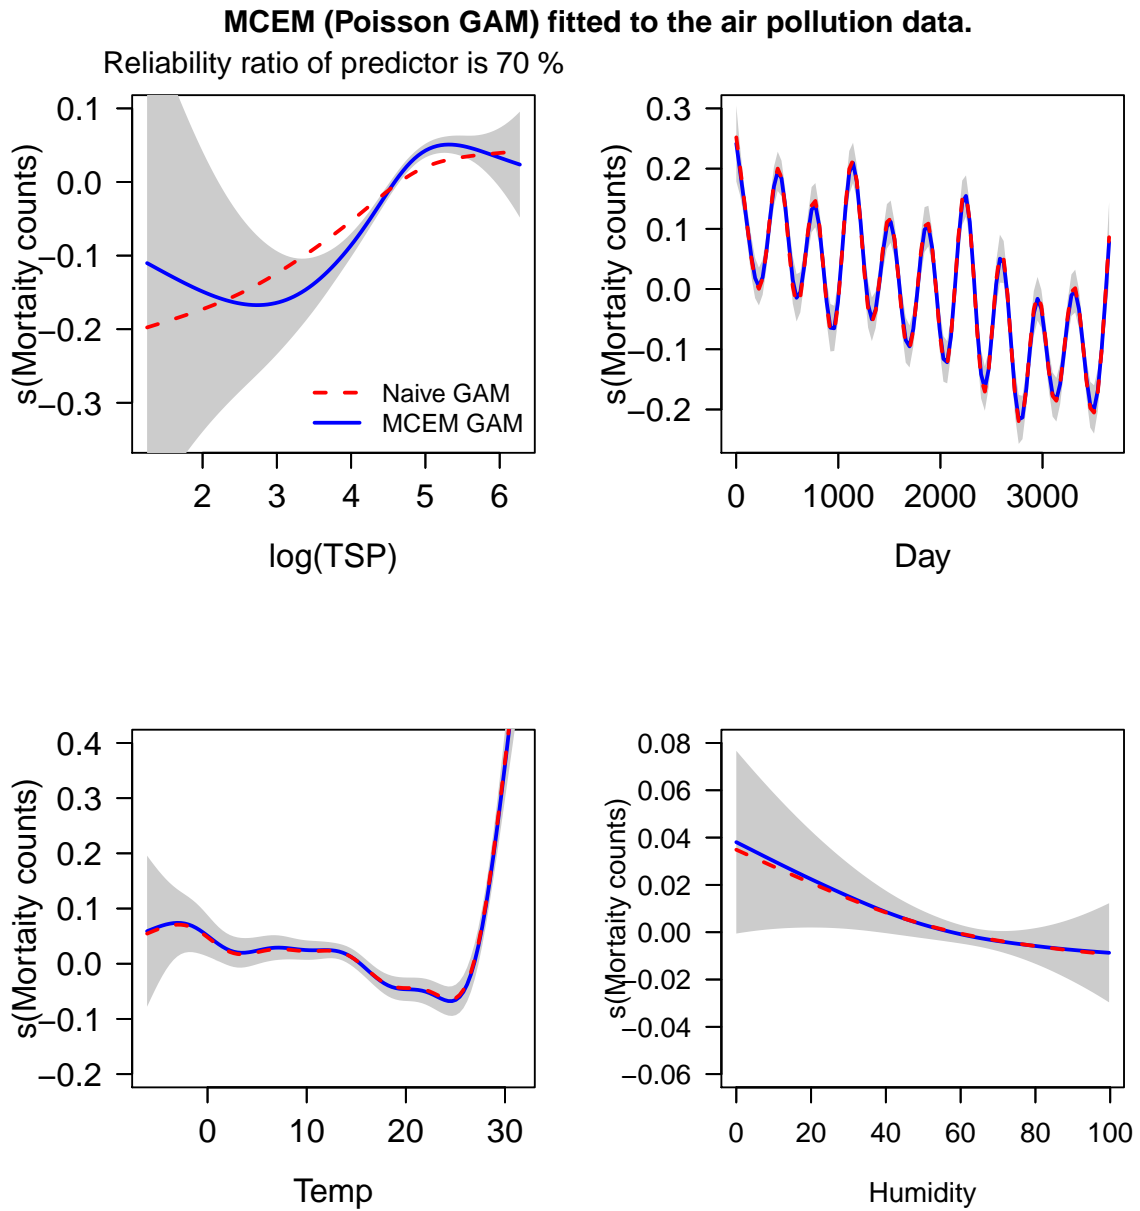 MCEM (Poisson GAM) fitted to the air pollution data.
Reliability ratio of predictor is 70 %
s(Mortaity counts)
0.1
0.0
−0.1
−0.2
−0.3
Naive GAM
MCEM GAM
2 3 4 5 6
log(TSP)
s(Mortaity counts)
0.3
0.2
0.1
0.0
−0.1
−0.2
0 1000 2000 3000
Day
s(Mortaity counts)
0.4
0.3
0.2
0.1
0.0
−0.1
−0.2
0 10 20 30
Temp
s(Mortaity counts)
0.08
0.06
0.04
0.02
0.00
−0.02
−0.04
−0.06
0 20 40 60 80 100
Humidity